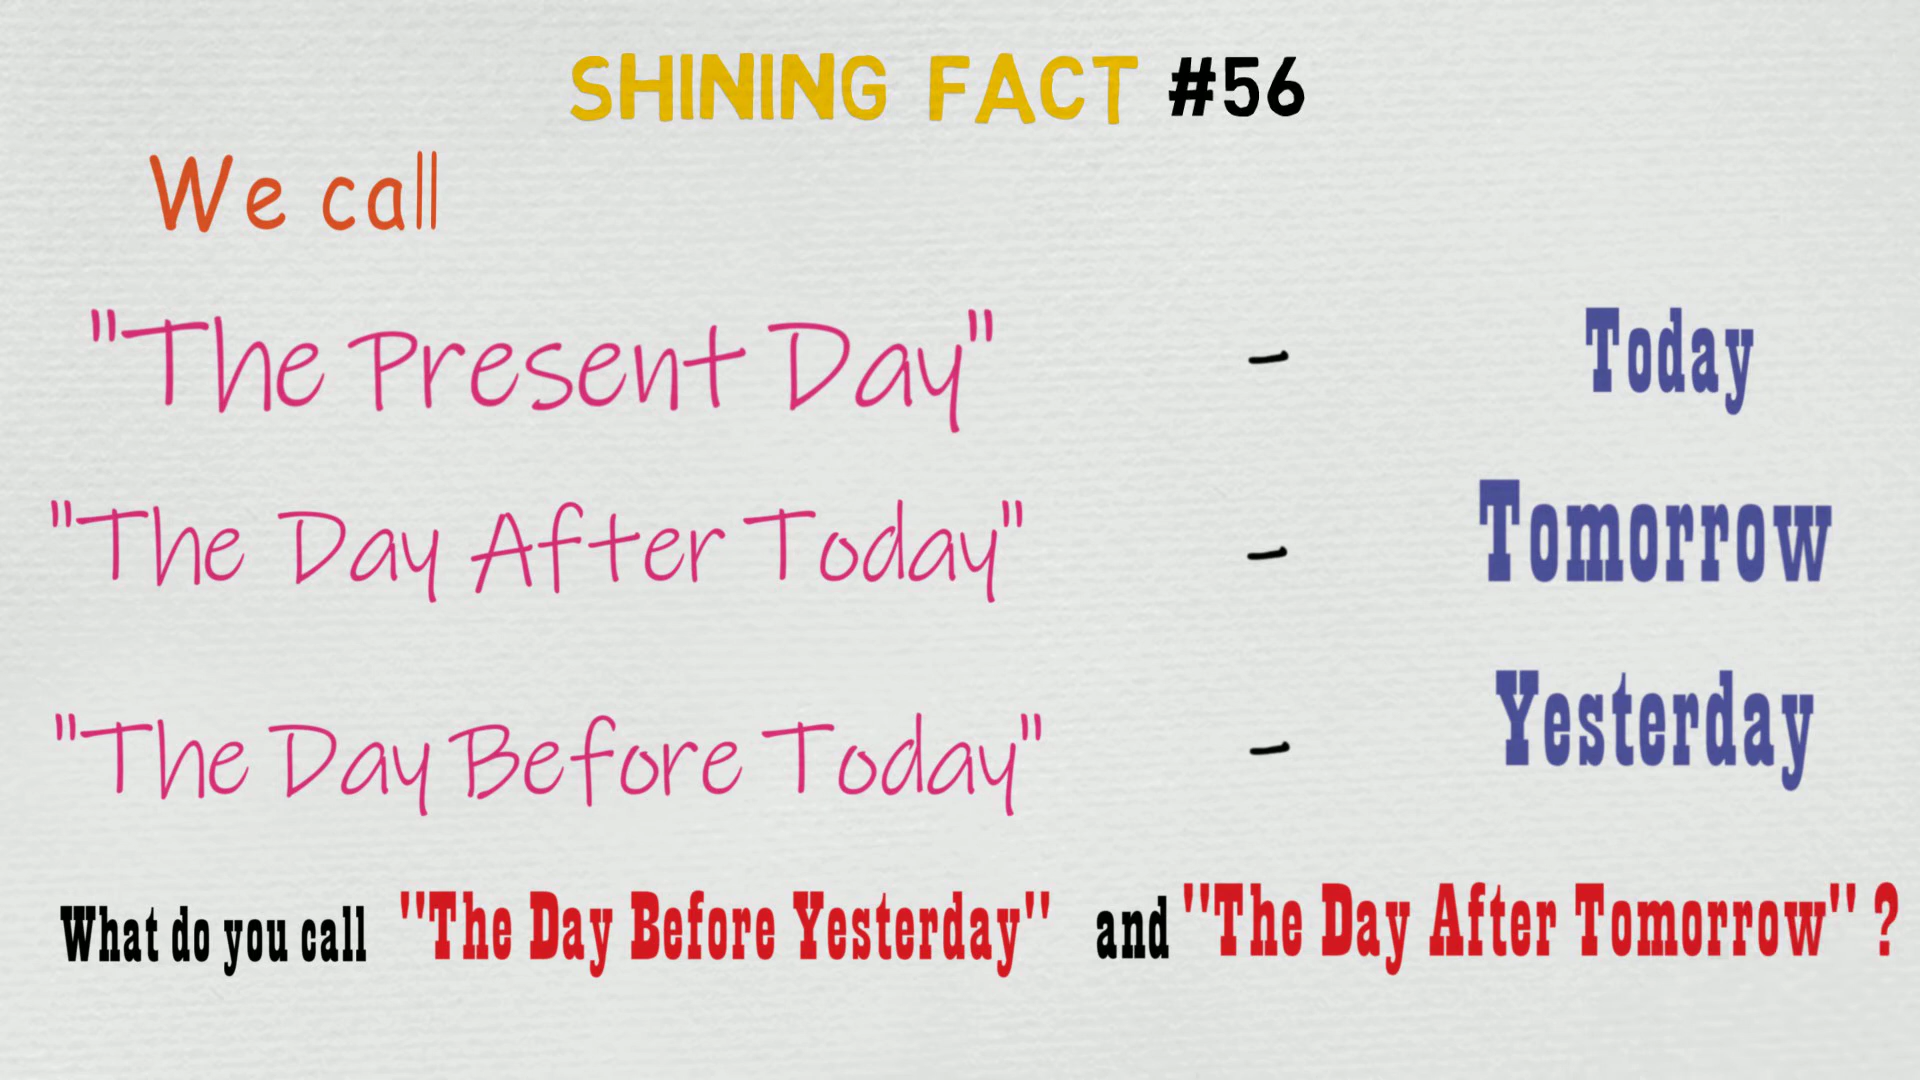 SHINING FACT #56
We call
"The Present Day" - Today
"The Day After Today" - Tomorrow
"The Day Before Today" - Yesterday
What do you call "The Day Before Yesterday" and "The Day After Tomorrow" ?